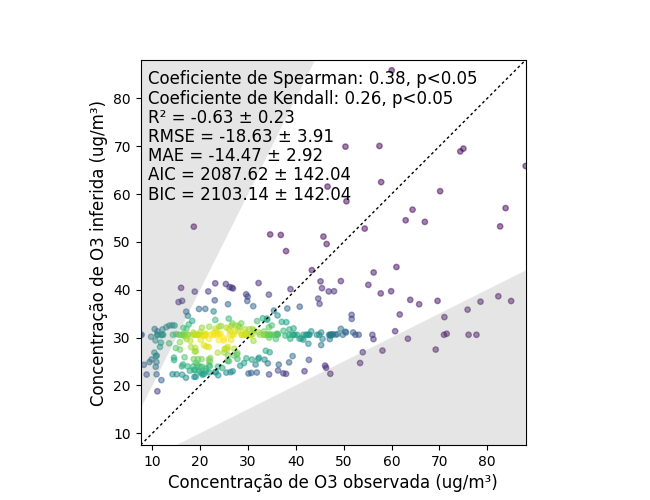 Coeficiente de Spearman: 0.38, p<0.05
Coeficiente de Kendall: 0.26, p<0.05
R² = -0.63 ± 0.23
RMSE = -18.63 ± 3.91
MAE = -14.47 ± 2.92
AIC = 2087.62 ± 142.04
BIC = 2103.14 ± 142.04
Concentração de O3 inferida (ug/m³)
80
70
60
50
40
30
20
10
10 20 30 40 50 60 70 80
Concentração de O3 observada (ug/m³)